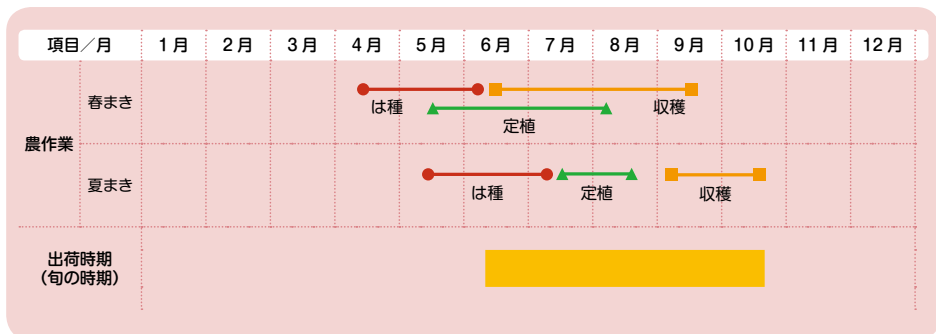 項目／月 1月 2月 3月 4月 5月 6月 7月 8月 9月 10月 11月 12月
農作業
春まき
は種
定植
収穫
夏まき
は種
定植
収穫
出荷時期
（旬の時期）